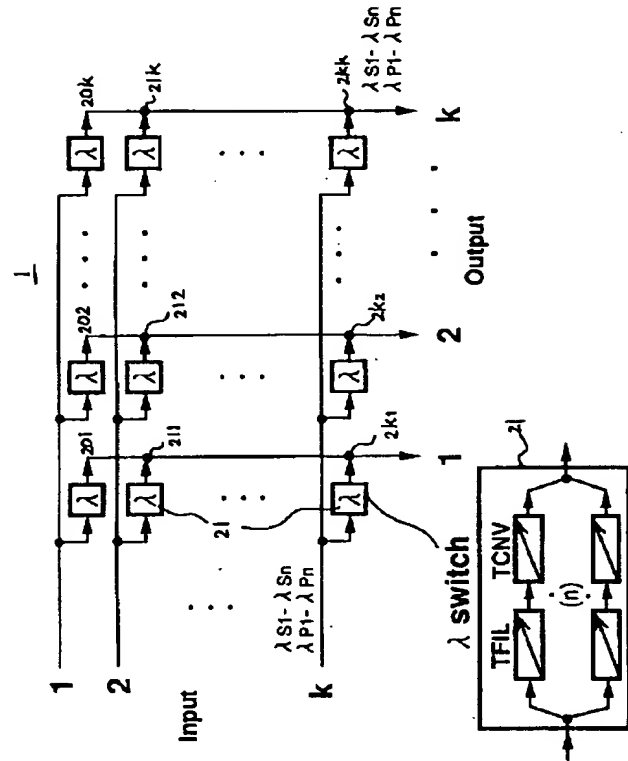 1
1
201
202
20k
λ
λ
λ
2
211
212
21k
λ
λ
λ
21
Input
k
λS1-λSn
λP1-λPn
2k1
2k2
2kk
λ
λ
λ
1
2
k
λS1-λSn
λP1-λPn
Output
λ switch
21
TFIL
TCNV
(n)